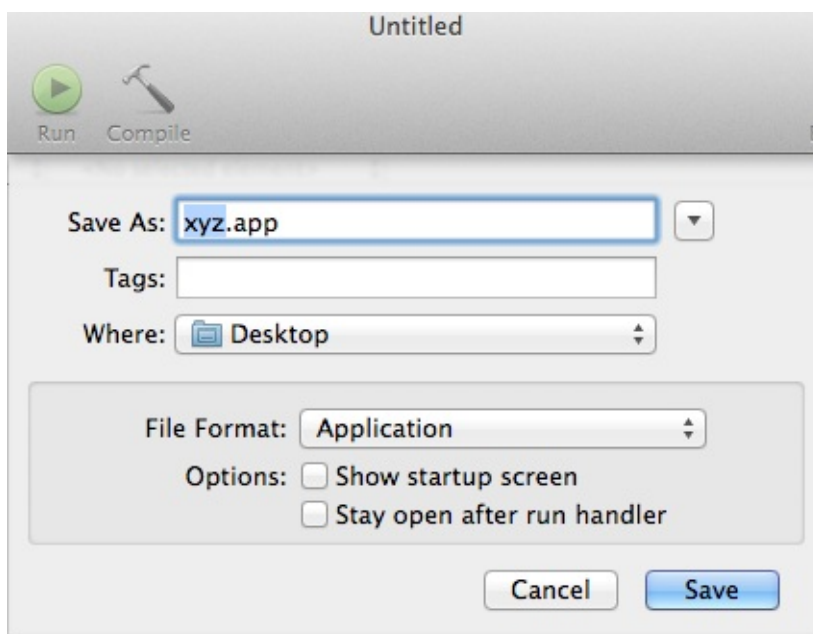 Untitled
Run Compile
Save As: xyz.app
Tags:
Where: Desktop
File Format: Application
Options: Show startup screen
Stay open after run handler
Cancel Save